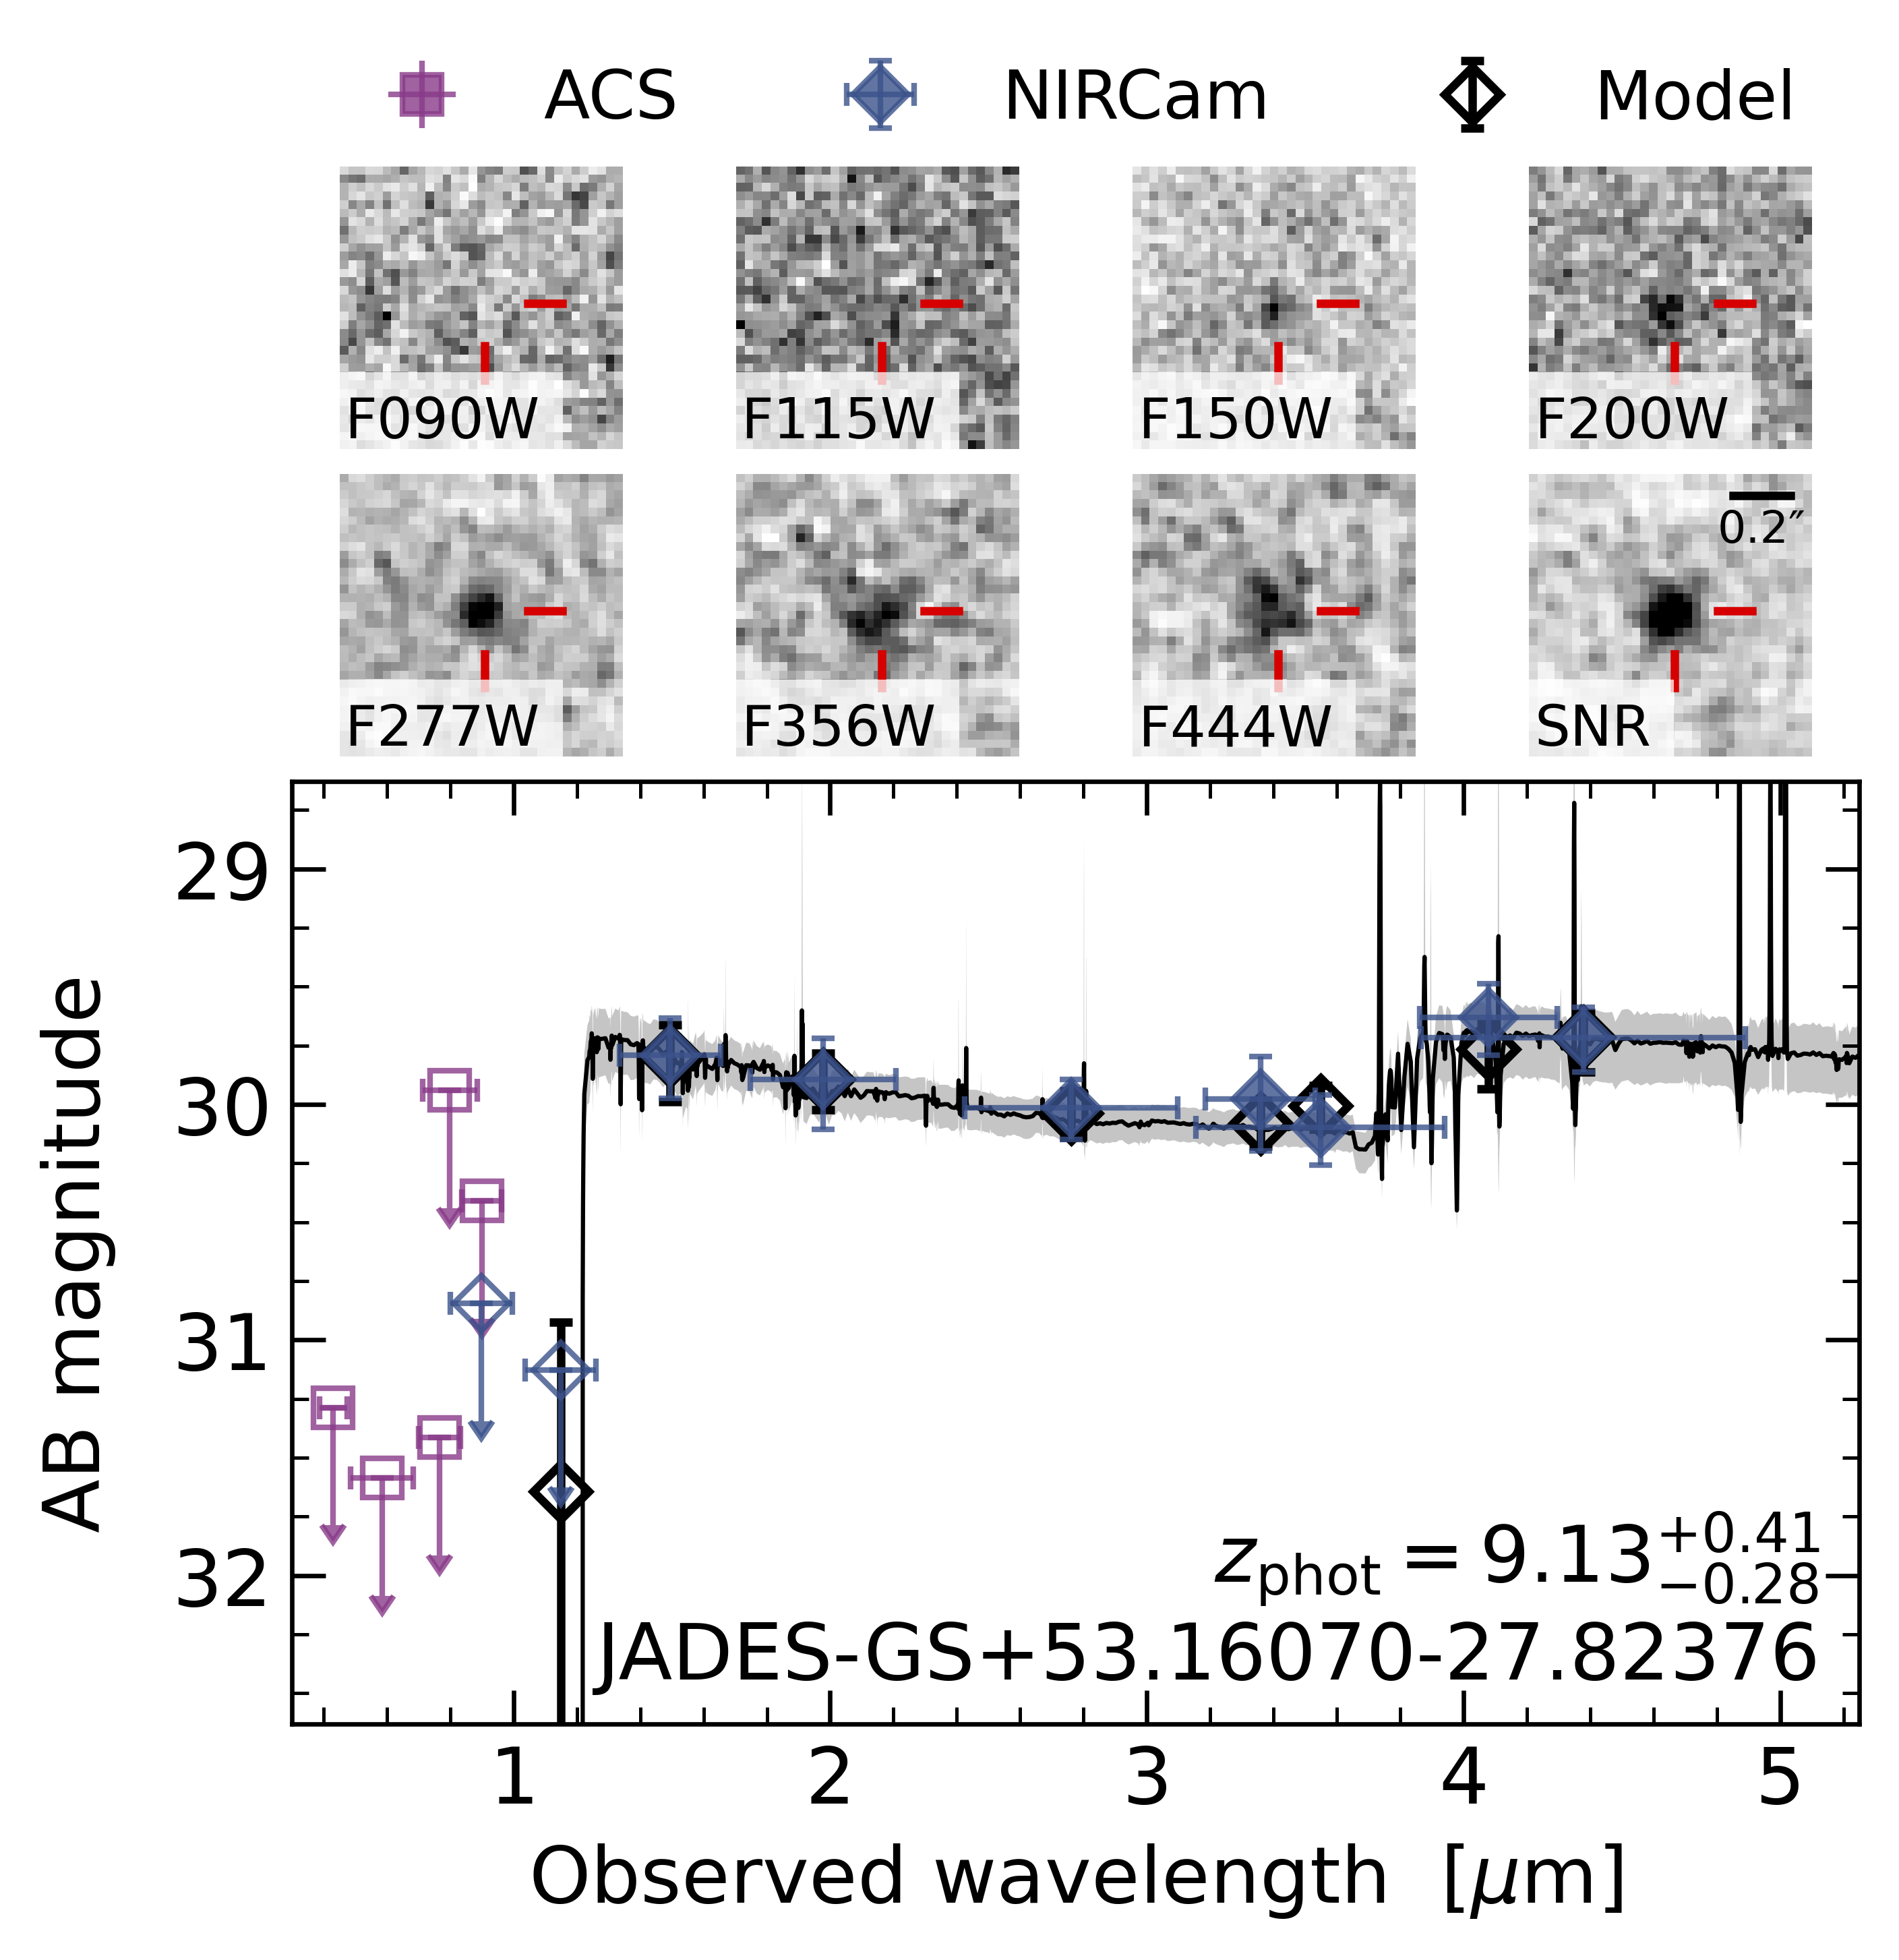 ACS NIRCam Model
F090W F115W F150W F200W
0.2″
F277W F356W F444W SNR
29
30
31
32
AB magnitude
z_phot = 9.13 +0.41 −0.28
JADES-GS+53.16070-27.82376
1 2 3 4 5
Observed wavelength [μm]